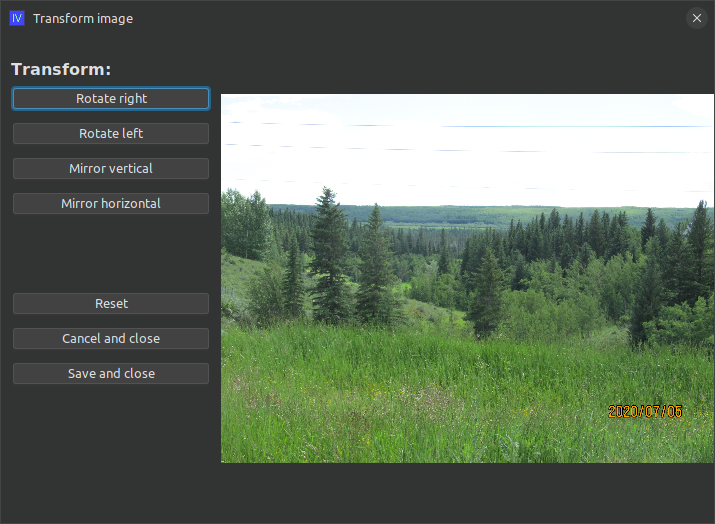 IV Transform image
Transform:
Rotate right
Rotate left
Mirror vertical
Mirror horizontal
Reset
Cancel and close
Save and close
2020/07/05